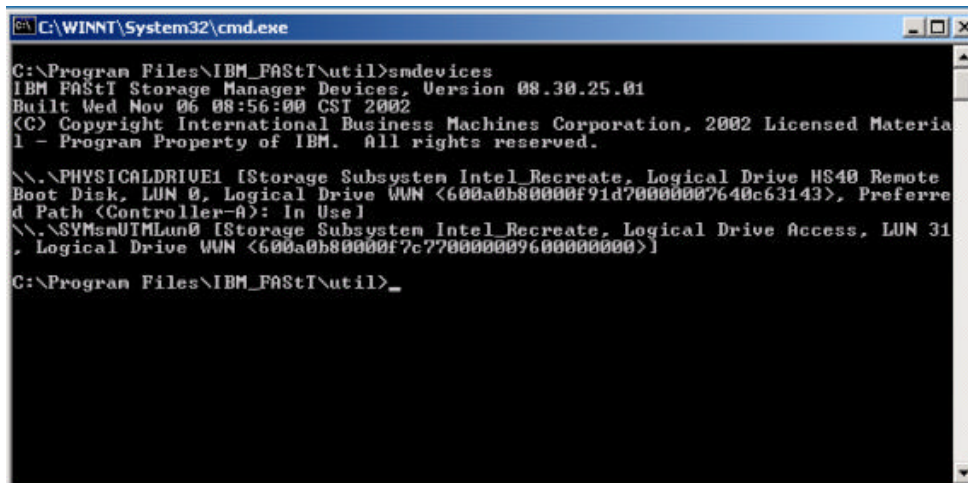 C:\WINNT\System32\cmd.exe
C:\Program Files\IBM_FAStT\util>smdevices
IBM FAStT Storage Manager Devices, Version 08.30.25.01
Built Wed Nov 06 08:56:00 CST 2002
(C) Copyright International Business Machines Corporation, 2002 Licensed Materia
l - Program Property of IBM.  All rights reserved.
\\.\PHYSICALDRIVE1 [Storage Subsystem Intel_Recreate, Logical Drive HS40 Remote
Boot Disk, LUN 0, Logical Drive WWN <600a0b80000f91d70000007640c63143>, Preferre
d Path (Controller-A): In Use]
\\.\SYMsmUTMLun0 [Storage Subsystem Intel_Recreate, Logical Drive Access, LUN 31
, Logical Drive WWN <600a0b80000f7c770000009600000000>]
C:\Program Files\IBM_FAStT\util>_